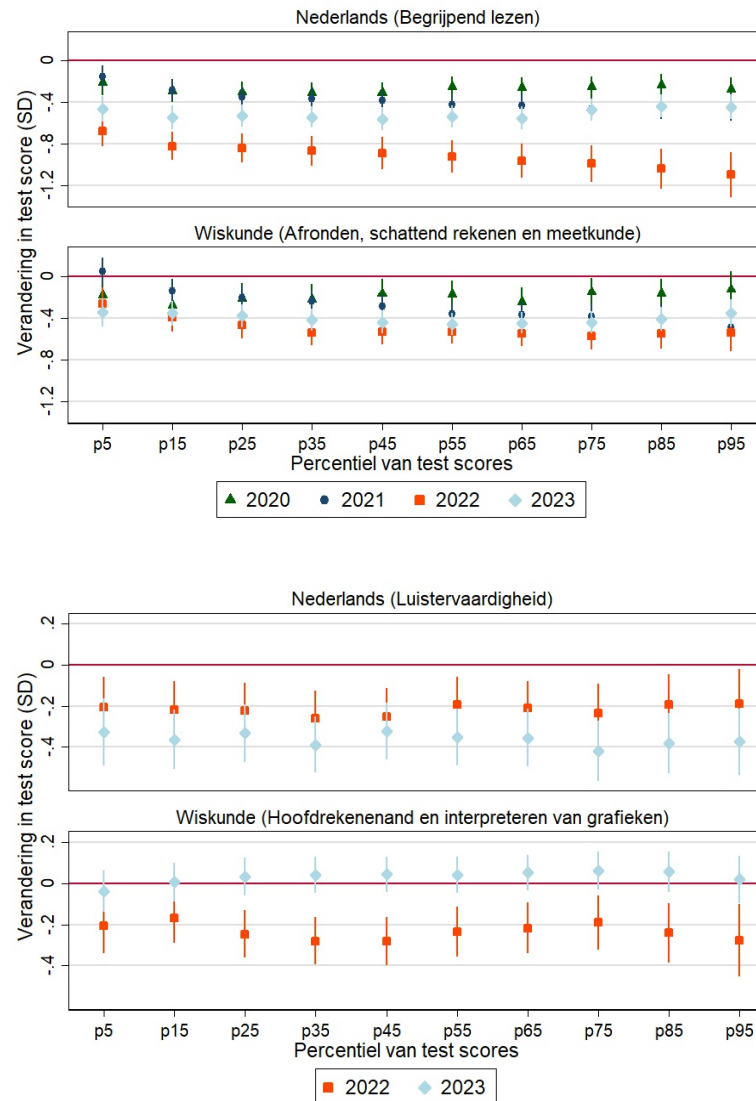 Nederlands (Begrijpend lezen)
Verandering in test score (SD)
0
-.4
-.8
-1.2
Wiskunde (Afronden, schattend rekenen en meetkunde)
0
-.4
-.8
-1.2
p5 p15 p25 p35 p45 p55 p65 p75 p85 p95
Percentiel van test scores
2020 2021 2022 2023
Nederlands (Luistervaardigheid)
Verandering in test score (SD)
.2
0
-.2
-.4
Wiskunde (Hoofdrekenenand en interpreteren van grafieken)
.2
0
-.2
-.4
p5 p15 p25 p35 p45 p55 p65 p75 p85 p95
Percentiel van test scores
2022 2023